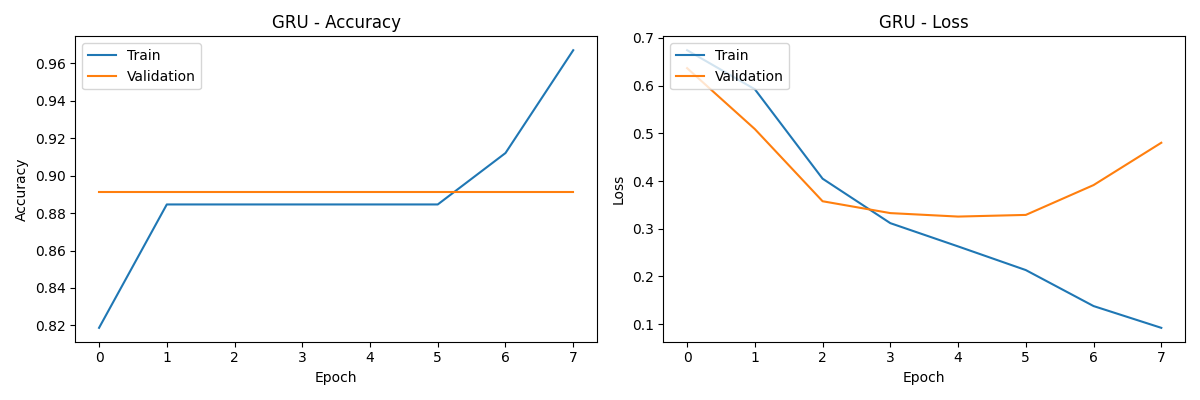 GRU - Accuracy
Train
Validation
0.96
0.94
0.92
0.90
0.88
0.86
0.84
0.82
Accuracy
0 1 2 3 4 5 6 7
Epoch
GRU - Loss
Train
Validation
0.7
0.6
0.5
0.4
0.3
0.2
0.1
Loss
0 1 2 3 4 5 6 7
Epoch